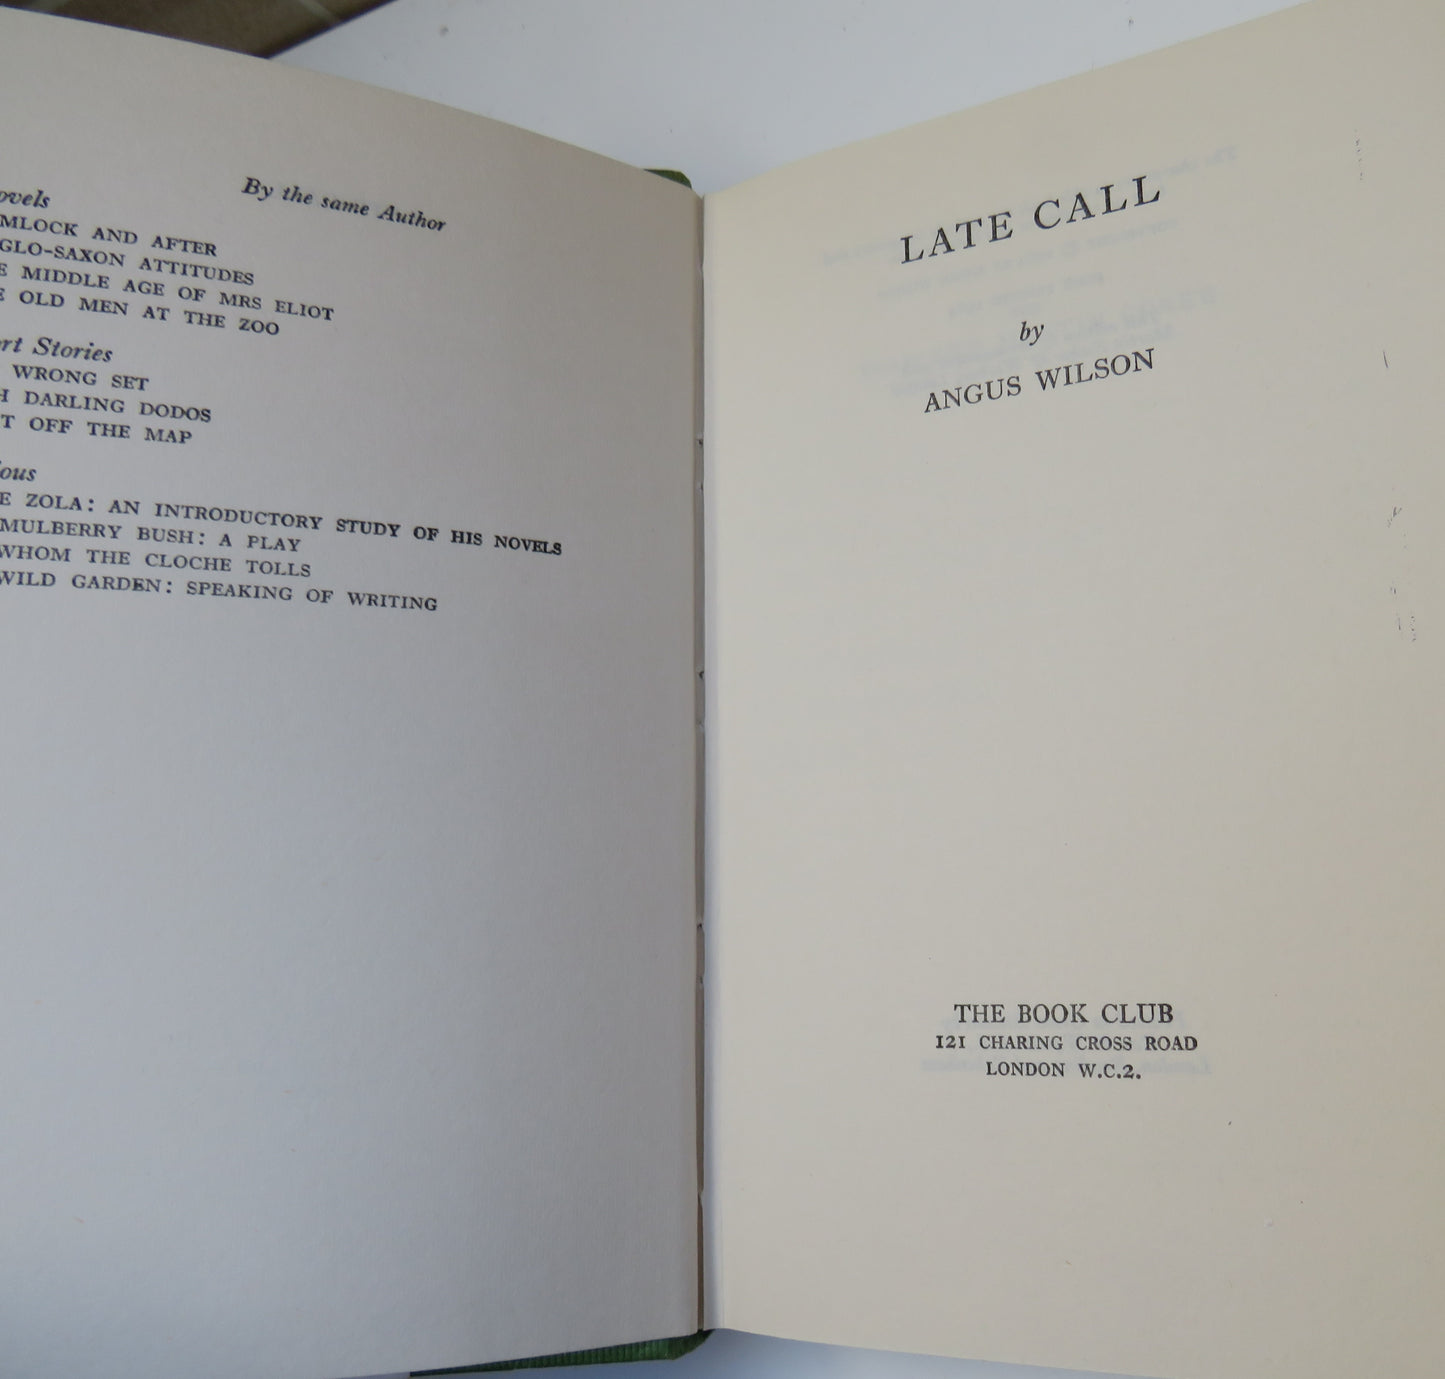 By the same Author
ovels
MLOCK AND AFTER
GLO-SAXON ATTITUDES
E MIDDLE AGE OF MRS ELIOT
E OLD MEN AT THE ZOO
rt Stories
WRONG SET
H DARLING DODOS
T OFF THE MAP
ious
E ZOLA: AN INTRODUCTORY STUDY OF HIS NOVELS
MULBERRY BUSH: A PLAY
WHOM THE CLOCHE TOLLS
WILD GARDEN: SPEAKING OF WRITING
LATE CALL
by
ANGUS WILSON
THE BOOK CLUB
121 CHARING CROSS ROAD
LONDON W.C.2.